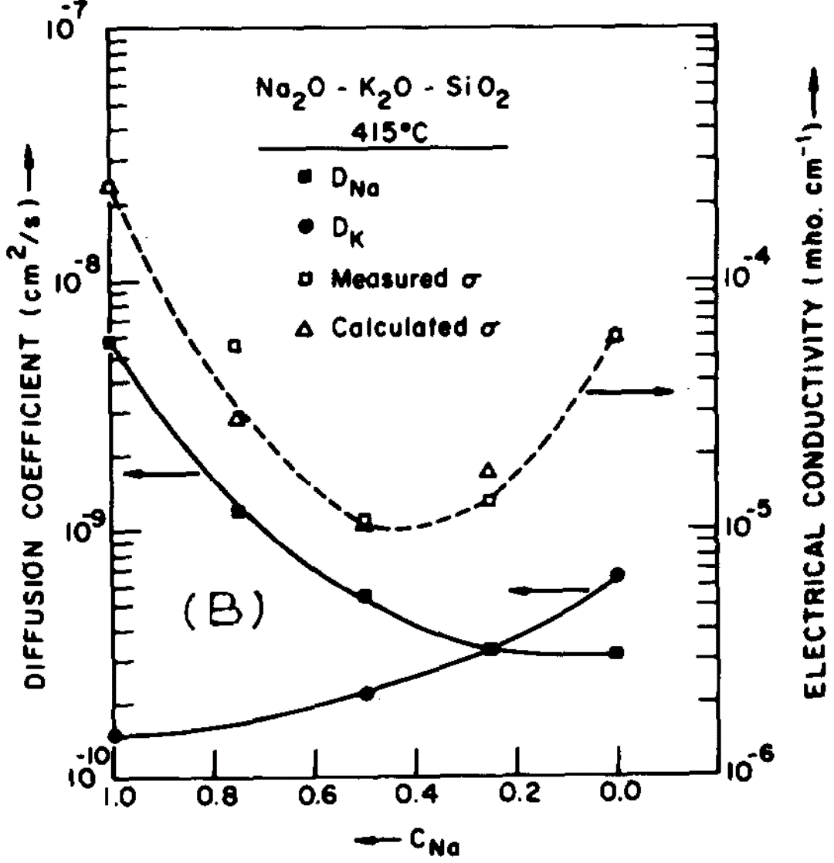 10⁻⁷
Na₂O - K₂O - SiO₂
415°C
D_Na
D_K
Measured σ
Calculated σ
DIFFUSION COEFFICIENT (cm²/s)
10⁻⁸
10⁻⁹
10⁻¹⁰
(B)
10⁻⁴
10⁻⁵
10⁻⁶
ELECTRICAL CONDUCTIVITY (mho. cm⁻¹)
1.0 0.8 0.6 0.4 0.2 0.0
C_Na